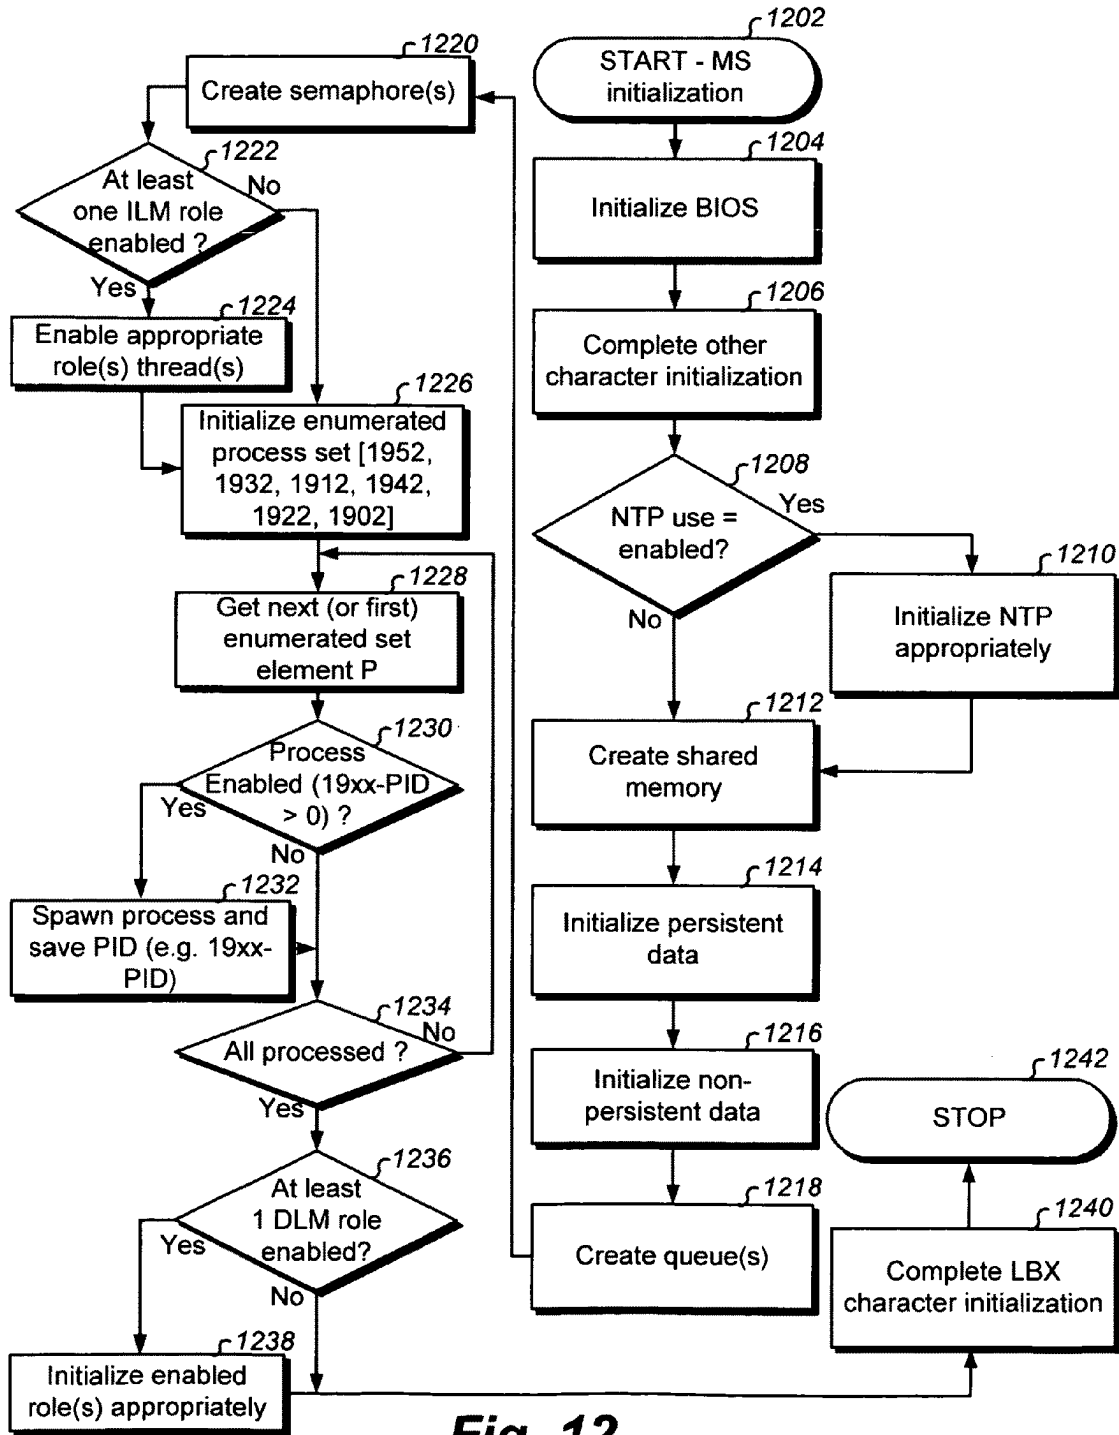 1202
START - MS
initialization
1204
Initialize BIOS
1206
Complete other
character initialization
1208
NTP use =
enabled?
Yes
No
1210
Initialize NTP
appropriately
1212
Create shared
memory
1214
Initialize persistent
data
1216
Initialize non-
persistent data
1218
Create queue(s)
1220
Create semaphore(s)
1222
At least
one ILM role
enabled ?
No
Yes
1224
Enable appropriate
role(s) thread(s)
1226
Initialize enumerated
process set [1952,
1932, 1912, 1942,
1922, 1902]
1228
Get next (or first)
enumerated set
element P
1230
Process
Enabled (19xx-PID
> 0) ?
Yes
No
1232
Spawn process and
save PID (e.g. 19xx-
PID)
1234
All processed ?
No
Yes
1236
At least
1 DLM role
enabled?
Yes
No
1238
Initialize enabled
role(s) appropriately
1240
Complete LBX
character initialization
1242
STOP
Fig. 12